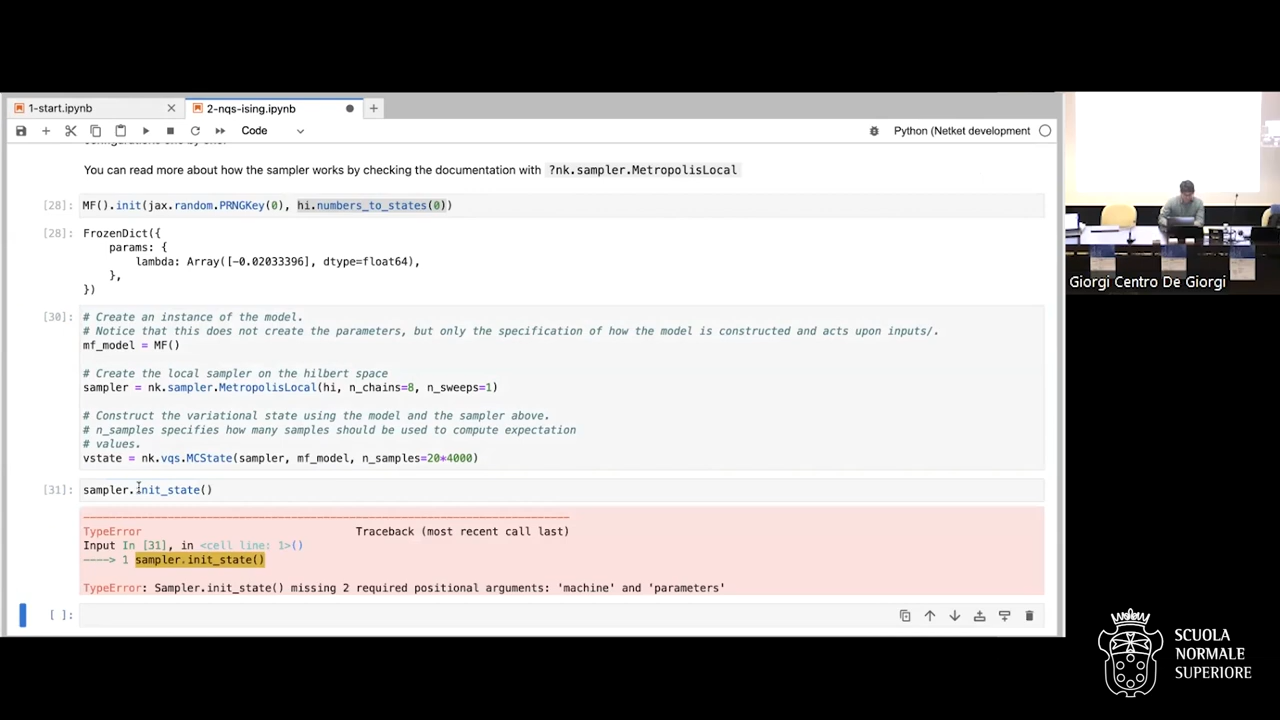 1-start.ipynb
2-nqs-ising.ipynb
Code
Python (Netket development
You can read more about how the sampler works by checking the documentation with ?nk.sampler.MetropolisLocal
[28]: MF().init(jax.random.PRNGKey(0), hi.numbers_to_states(0))
[28]: FrozenDict({
params: {
lambda: Array([-0.02033396], dtype=float64),
},
})
[30]: # Create an instance of the model.
# Notice that this does not create the parameters, but only the specification of how the model is constructed and acts upon inputs/.
mf_model = MF()
# Create the local sampler on the hilbert space
sampler = nk.sampler.MetropolisLocal(hi, n_chains=8, n_sweeps=1)
# Construct the variational state using the model and the sampler above.
# n_samples specifies how many samples should be used to compute expectation
# values.
vstate = nk.vqs.MCState(sampler, mf_model, n_samples=20*4000)
[31]: sampler.init_state()
TypeError Traceback (most recent call last)
Input In [31], in <cell line: 1>()
----> 1 sampler.init_state()
TypeError: Sampler.init_state() missing 2 required positional arguments: 'machine' and 'parameters'
[ ]:
Giorgi Centro De Giorgi
SCUOLA
NORMALE
SUPERIORE